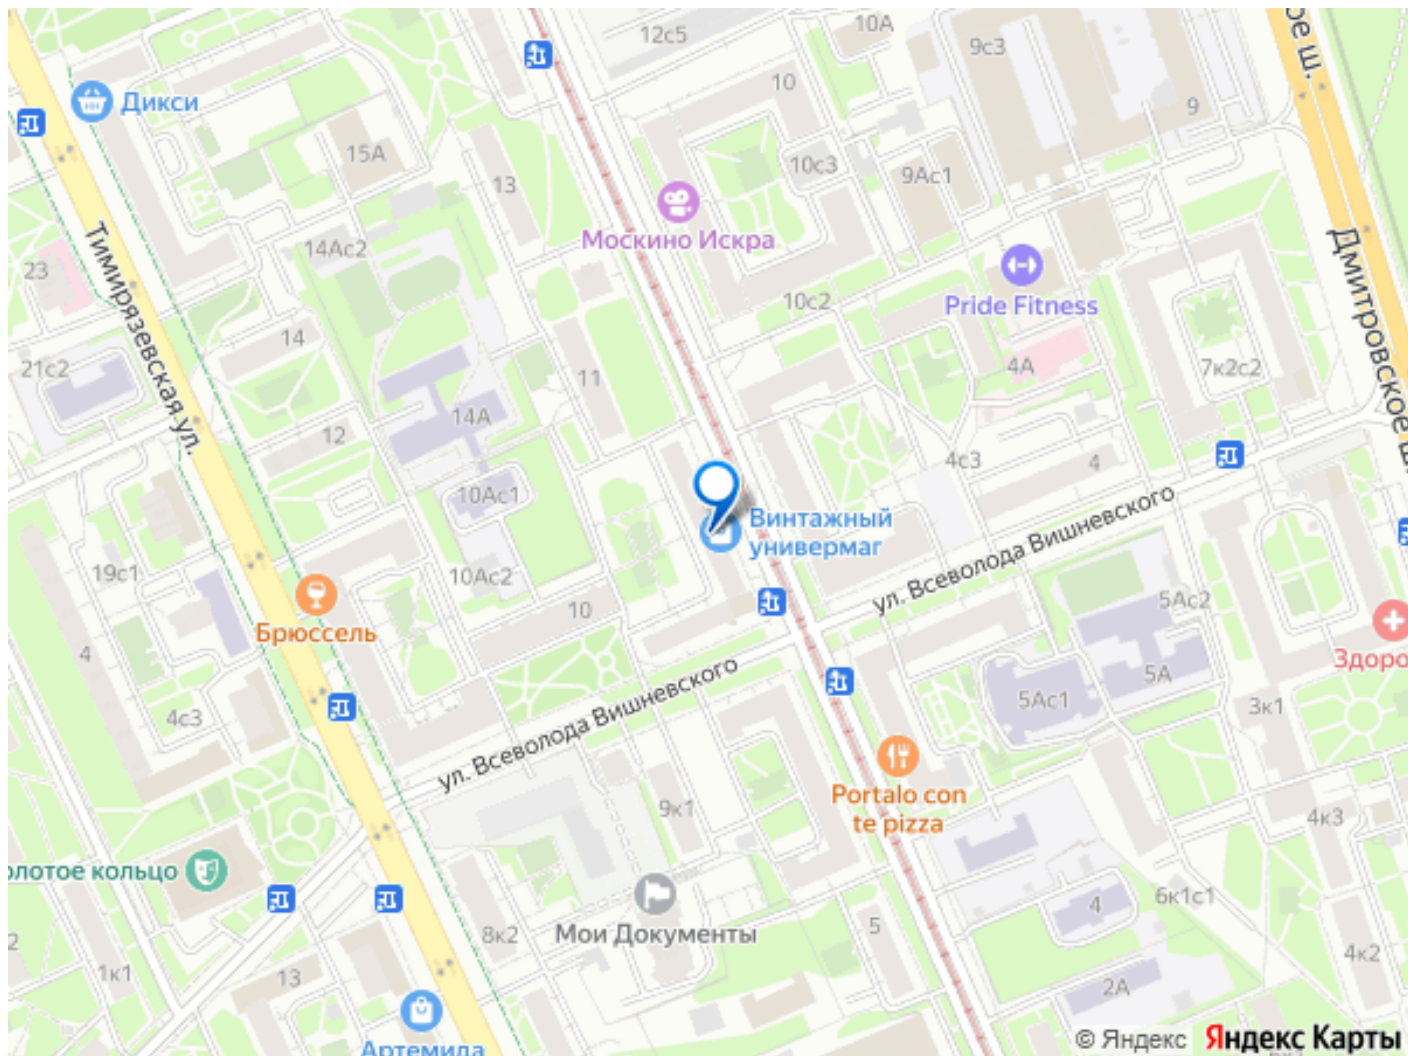 12с5
10А
9с3
ое ш.
10
9
Дикси
15А
10с3
9Ас1
13
Москино Искра
14Ас2
23
Тимирязевская ул.
Pride Fitness
10с2
Дмитровское ш.
14
21с2
11
4А
7к2с2
14А
12
4с3
4
10Ас1
Винтажный
универмаг
ул. Всеволода Вишневского
19с1
10Ас2
10
5Ас2
Брюссель
4
Здоро
5А
5Ас1
3к1
4с3
ул. Всеволода Вишневского
Portalo con
te pizza
9к1
4к3
олотое кольцо
6к1с1
4
5
8к2
Мои Документы
2
1к1
13
4к2
2А
Артемида
© Яндекс Яндекс Карты